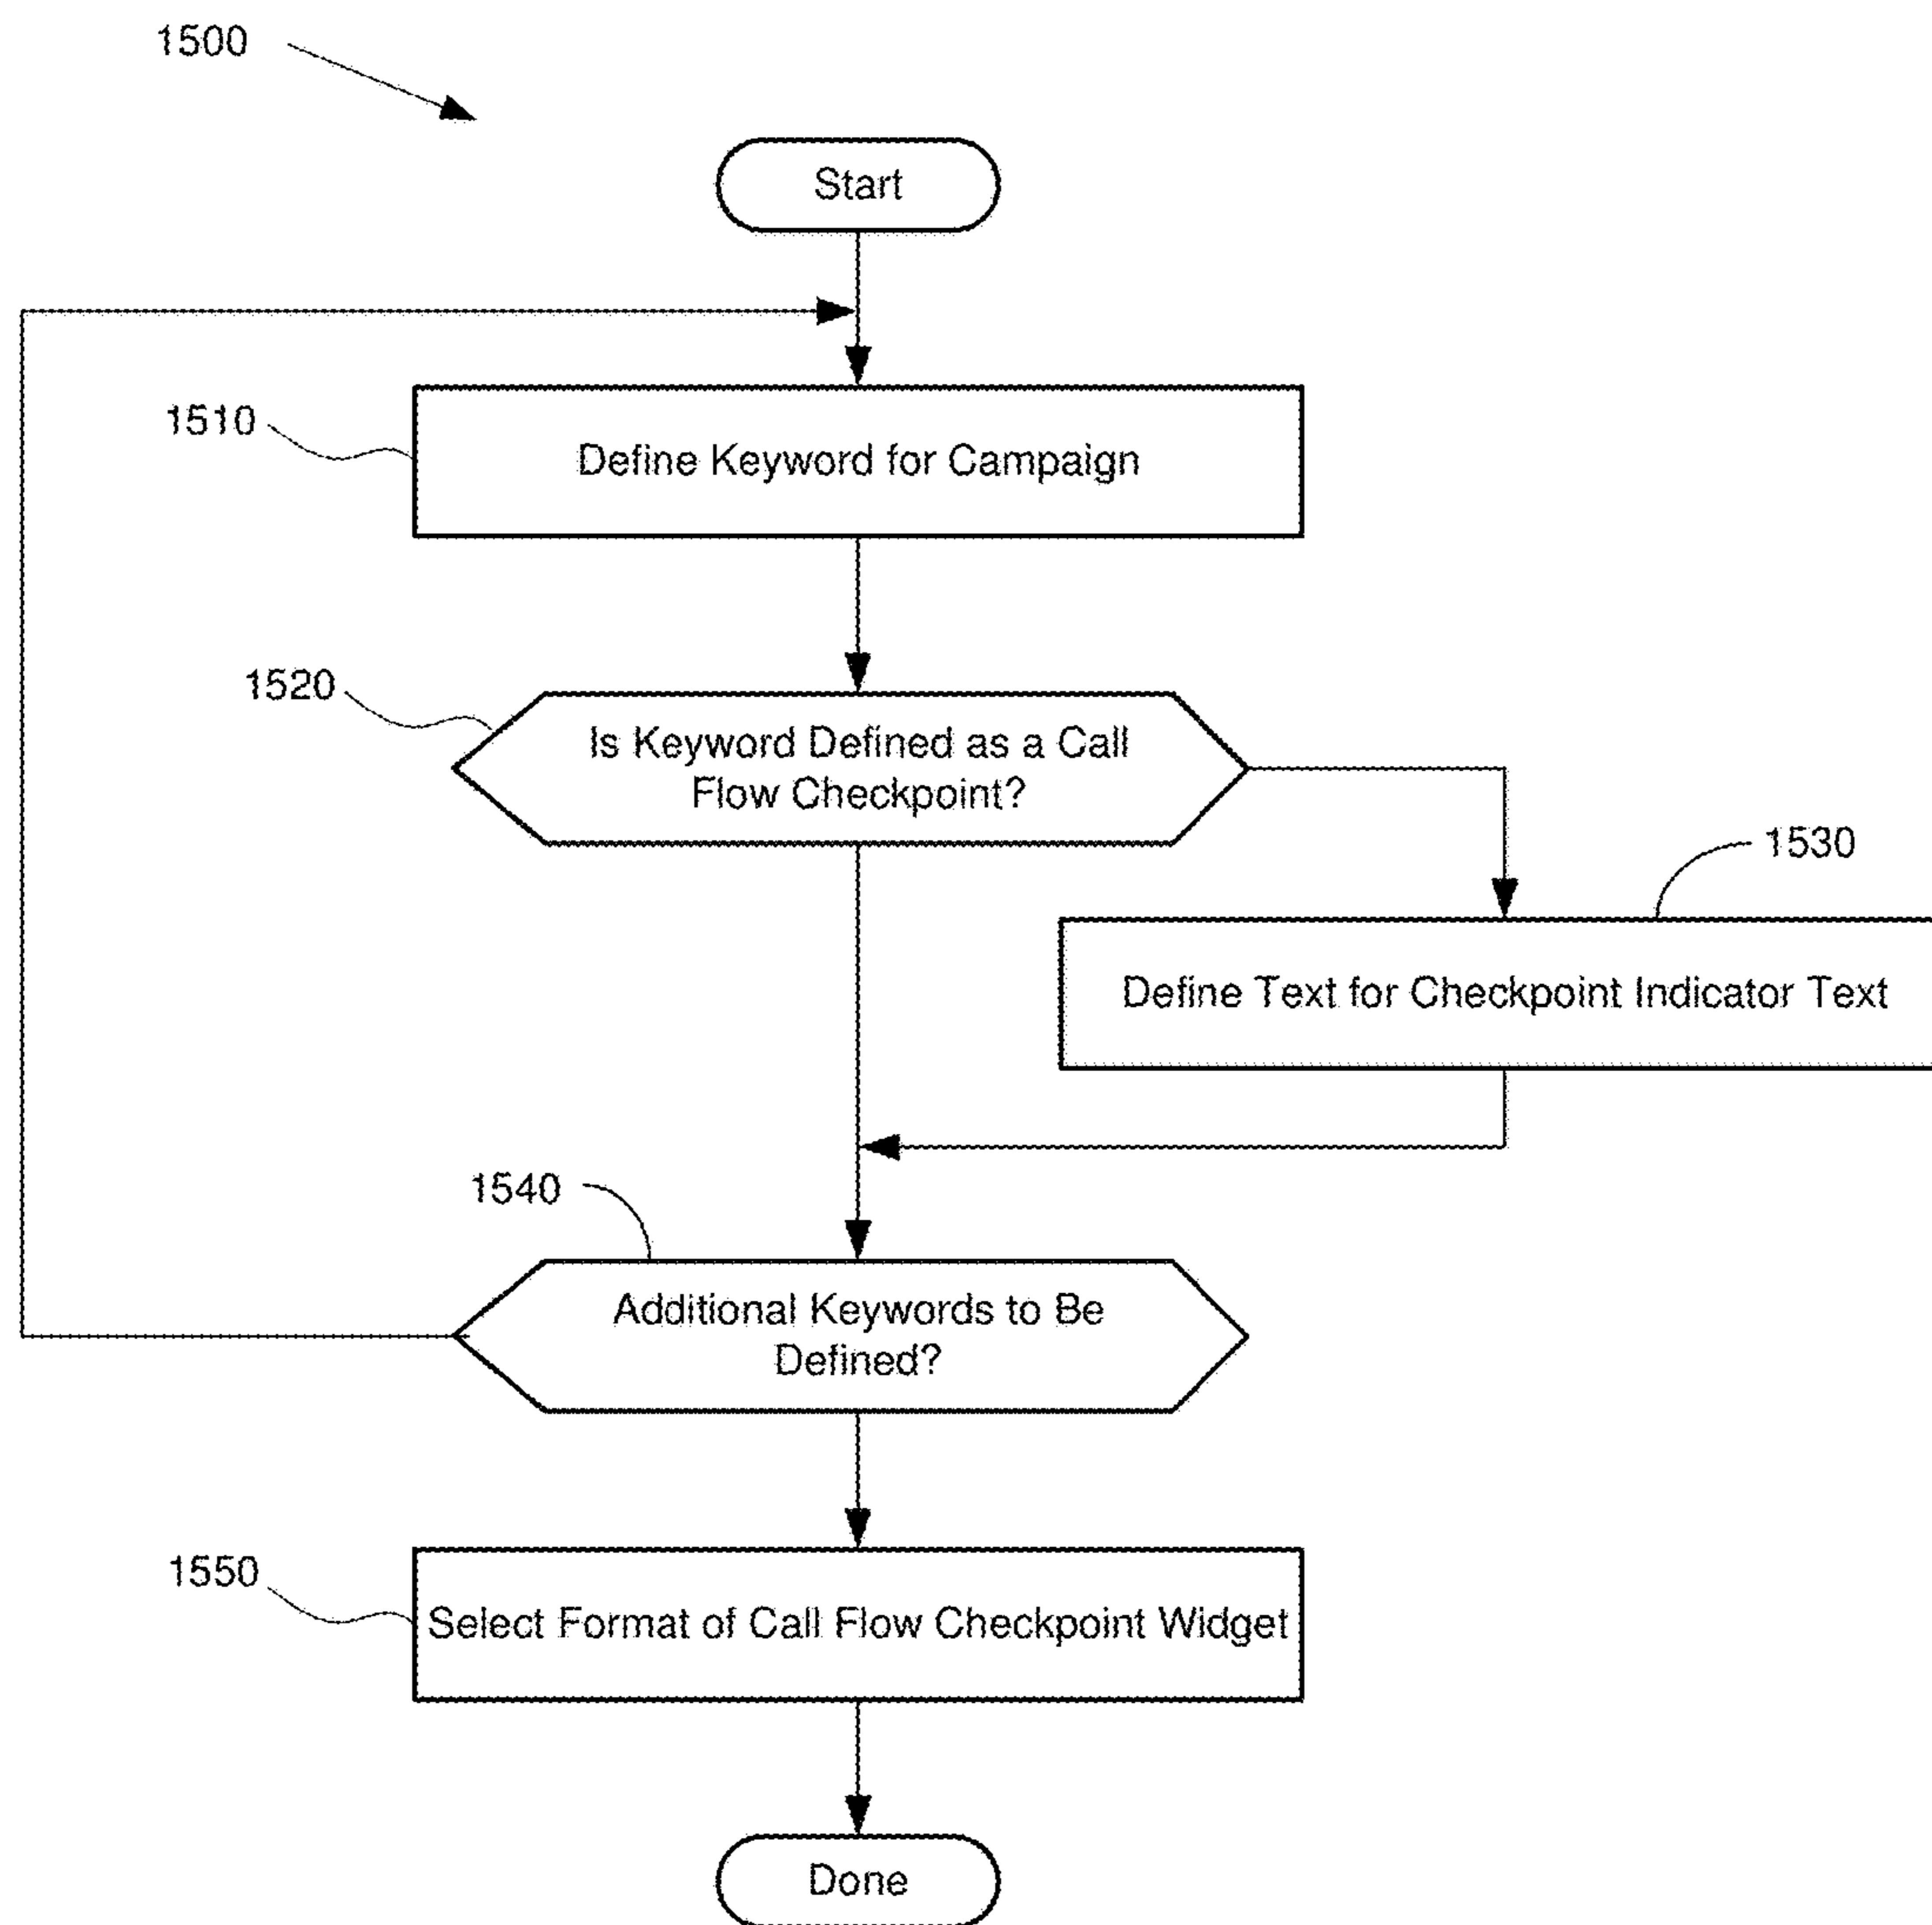 1500
Start
1510
Define Keyword for Campaign
1520
Is Keyword Defined as a Call
Flow Checkpoint?
1530
Define Text for Checkpoint Indicator Text
1540
Additional Keywords to Be
Defined?
1550
Select Format of Call Flow Checkpoint Widget
Done